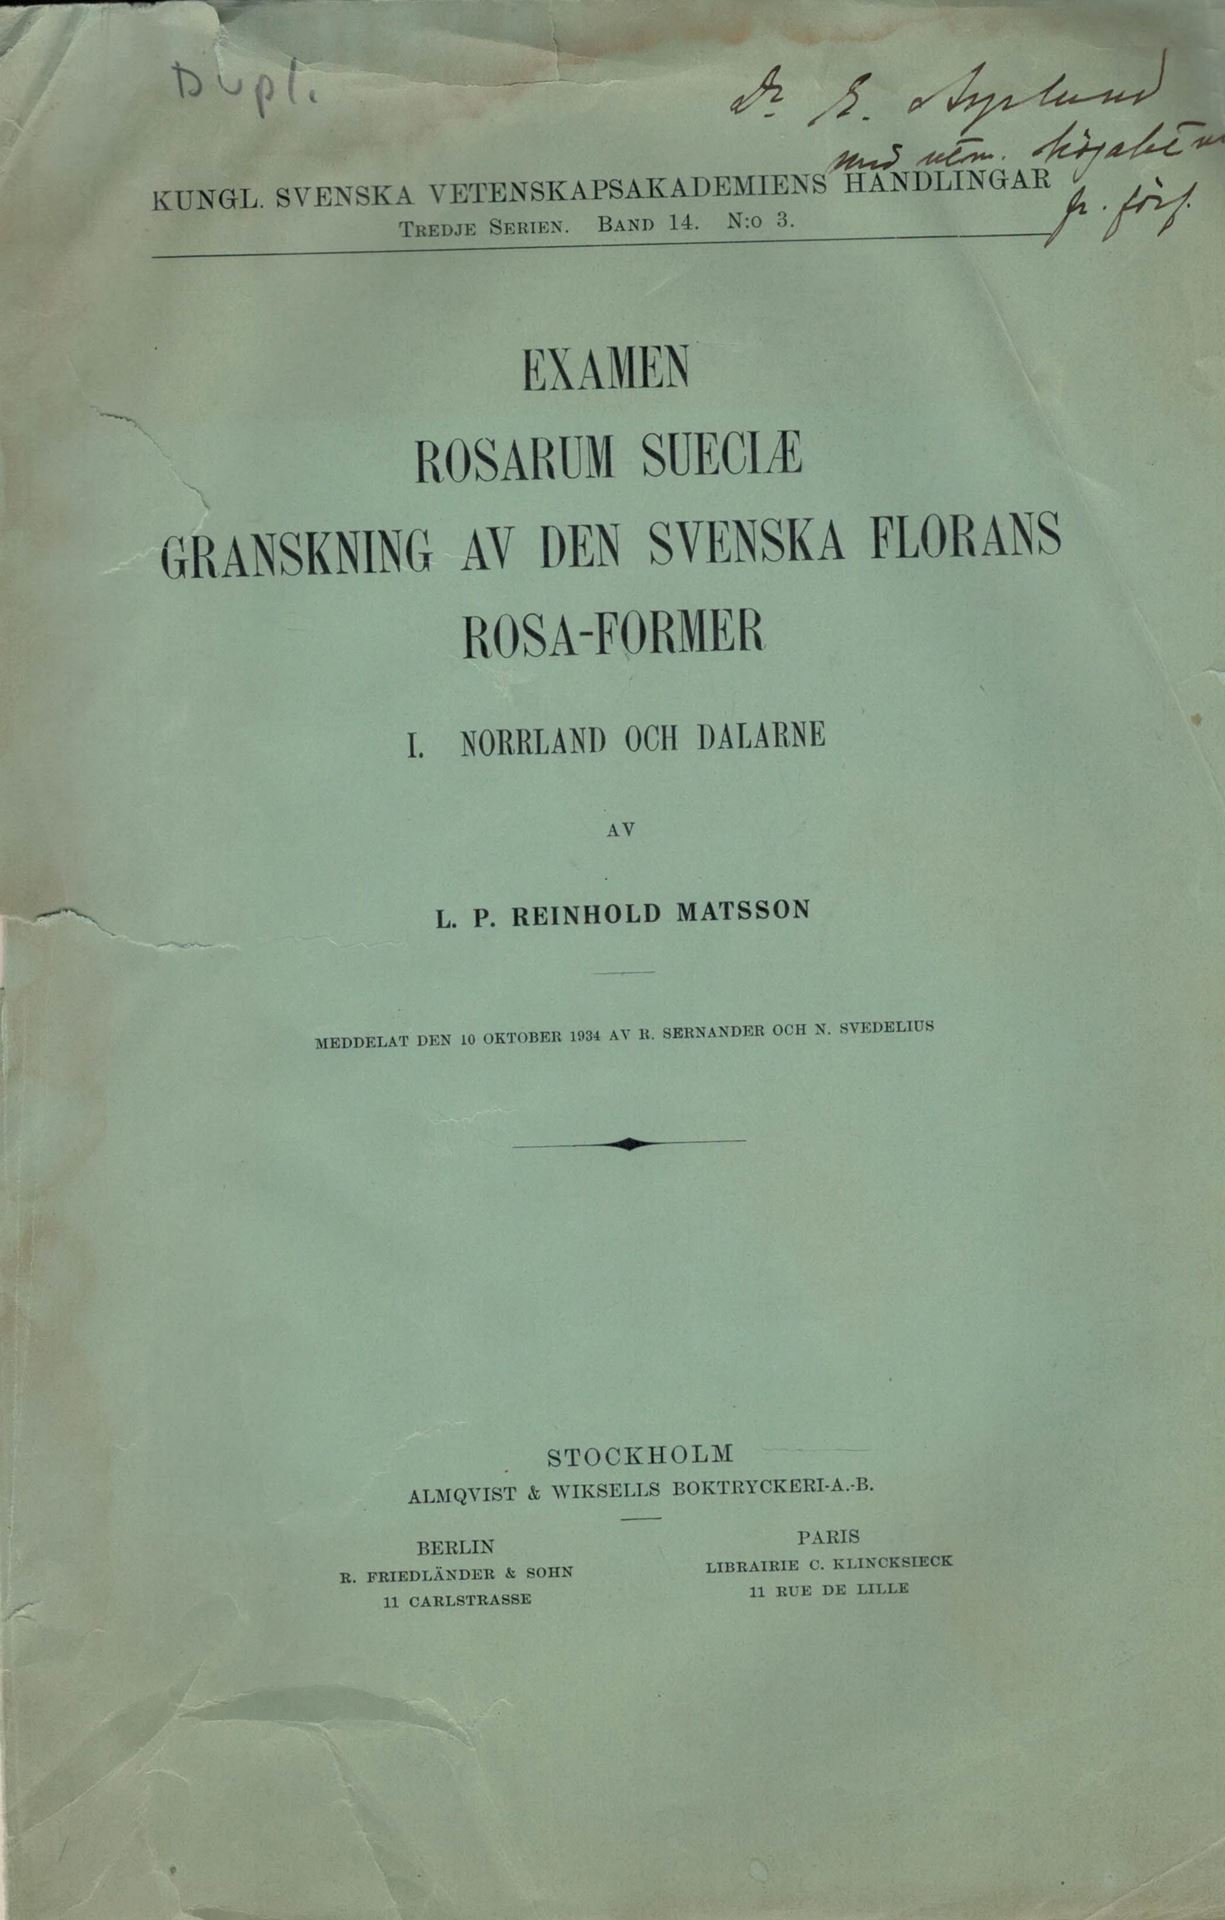 Dupl.
Dr E. Asplund
med utm. högakt
fr. förf.
KUNGL. SVENSKA VETENSKAPSAKADEMIENS HANDLINGAR
TREDJE SERIEN. BAND 14. N:O 3.
EXAMEN
ROSARUM SUECIÆ
GRANSKNING AV DEN SVENSKA FLORANS
ROSA-FORMER
I. NORRLAND OCH DALARNE
AV
L. P. REINHOLD MATSSON
MEDDELAT DEN 10 OKTOBER 1934 AV R. SERNANDER OCH N. SVEDELIUS
STOCKHOLM
ALMQVIST & WIKSELLS BOKTRYCKERI-A.-B.
BERLIN
R. FRIEDLÄNDER & SOHN
11 CARLSTRASSE
PARIS
LIBRAIRIE C. KLINCKSIECK
11 RUE DE LILLE